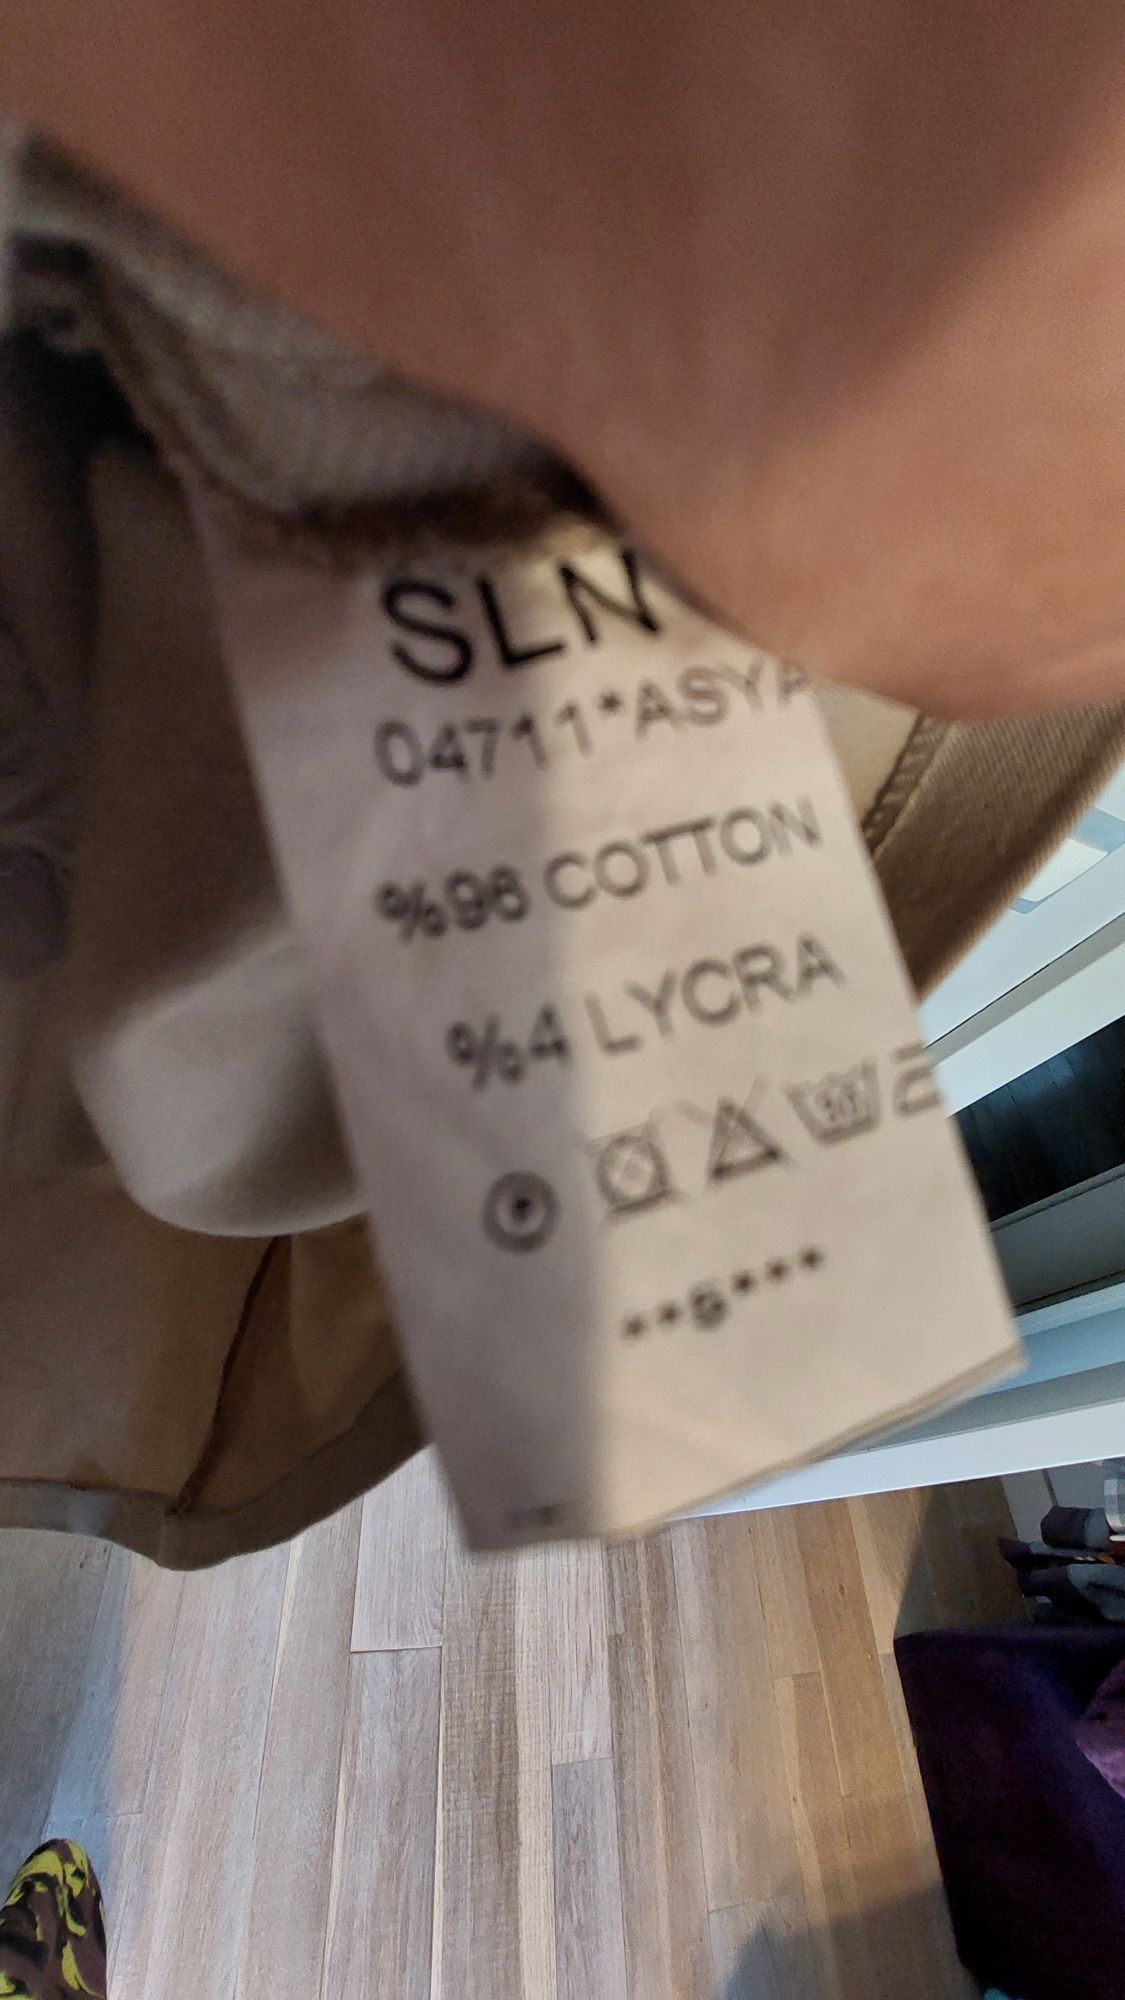 SLN
04711*ASYA
%96 COTTON
%4 LYCRA
P
**S***